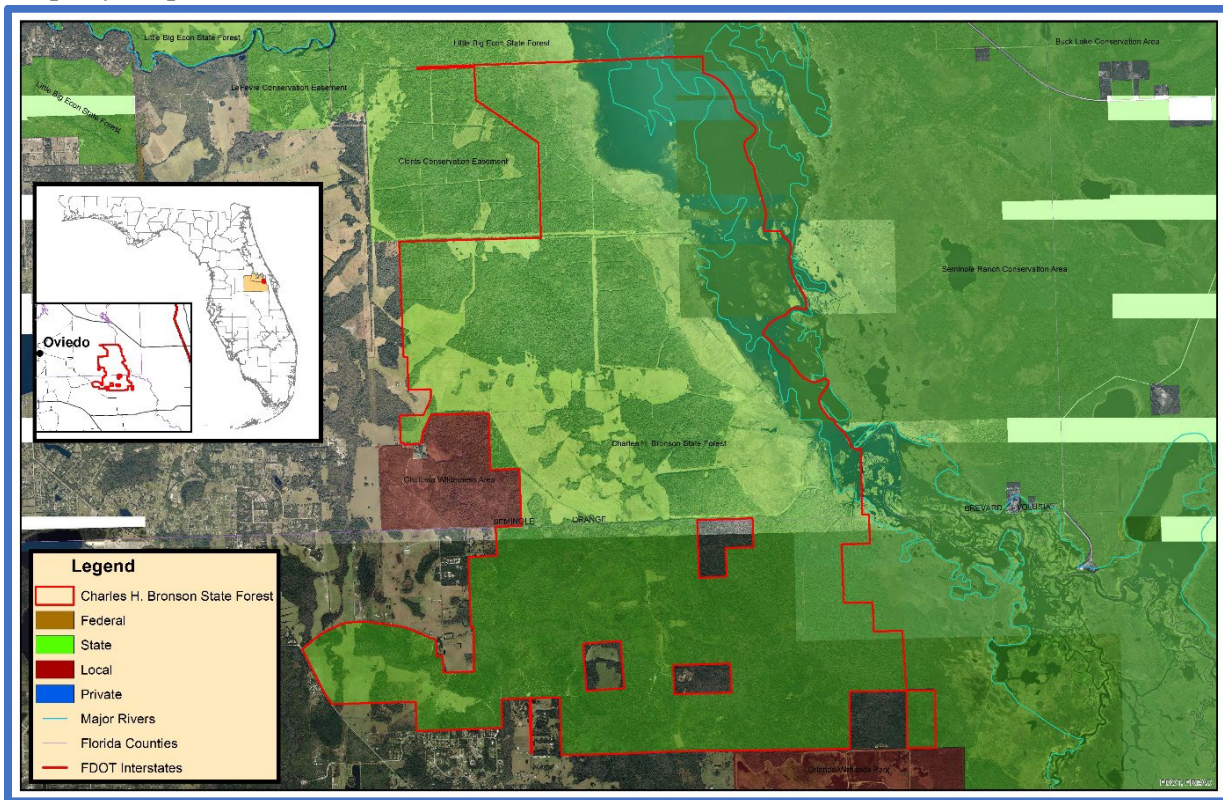 Little Big Econ State Forest
Little Big Econ State Forest
Buck Lake Conservation Area
LeFevre Conservation Easement
Little Big Econ State Forest
Clonts Conservation Easement
Seminole Ranch Conservation Area
Oviedo
Charles H. Bronson State Forest
Chuluota Wilderness Area
SEMINOLE
ORANGE
BREVARD
VOLUSIA
Legend
Charles H. Bronson State Forest
Federal
State
Local
Private
Major Rivers
Florida Counties
FDOT Interstates
Orlando Wetlands Park